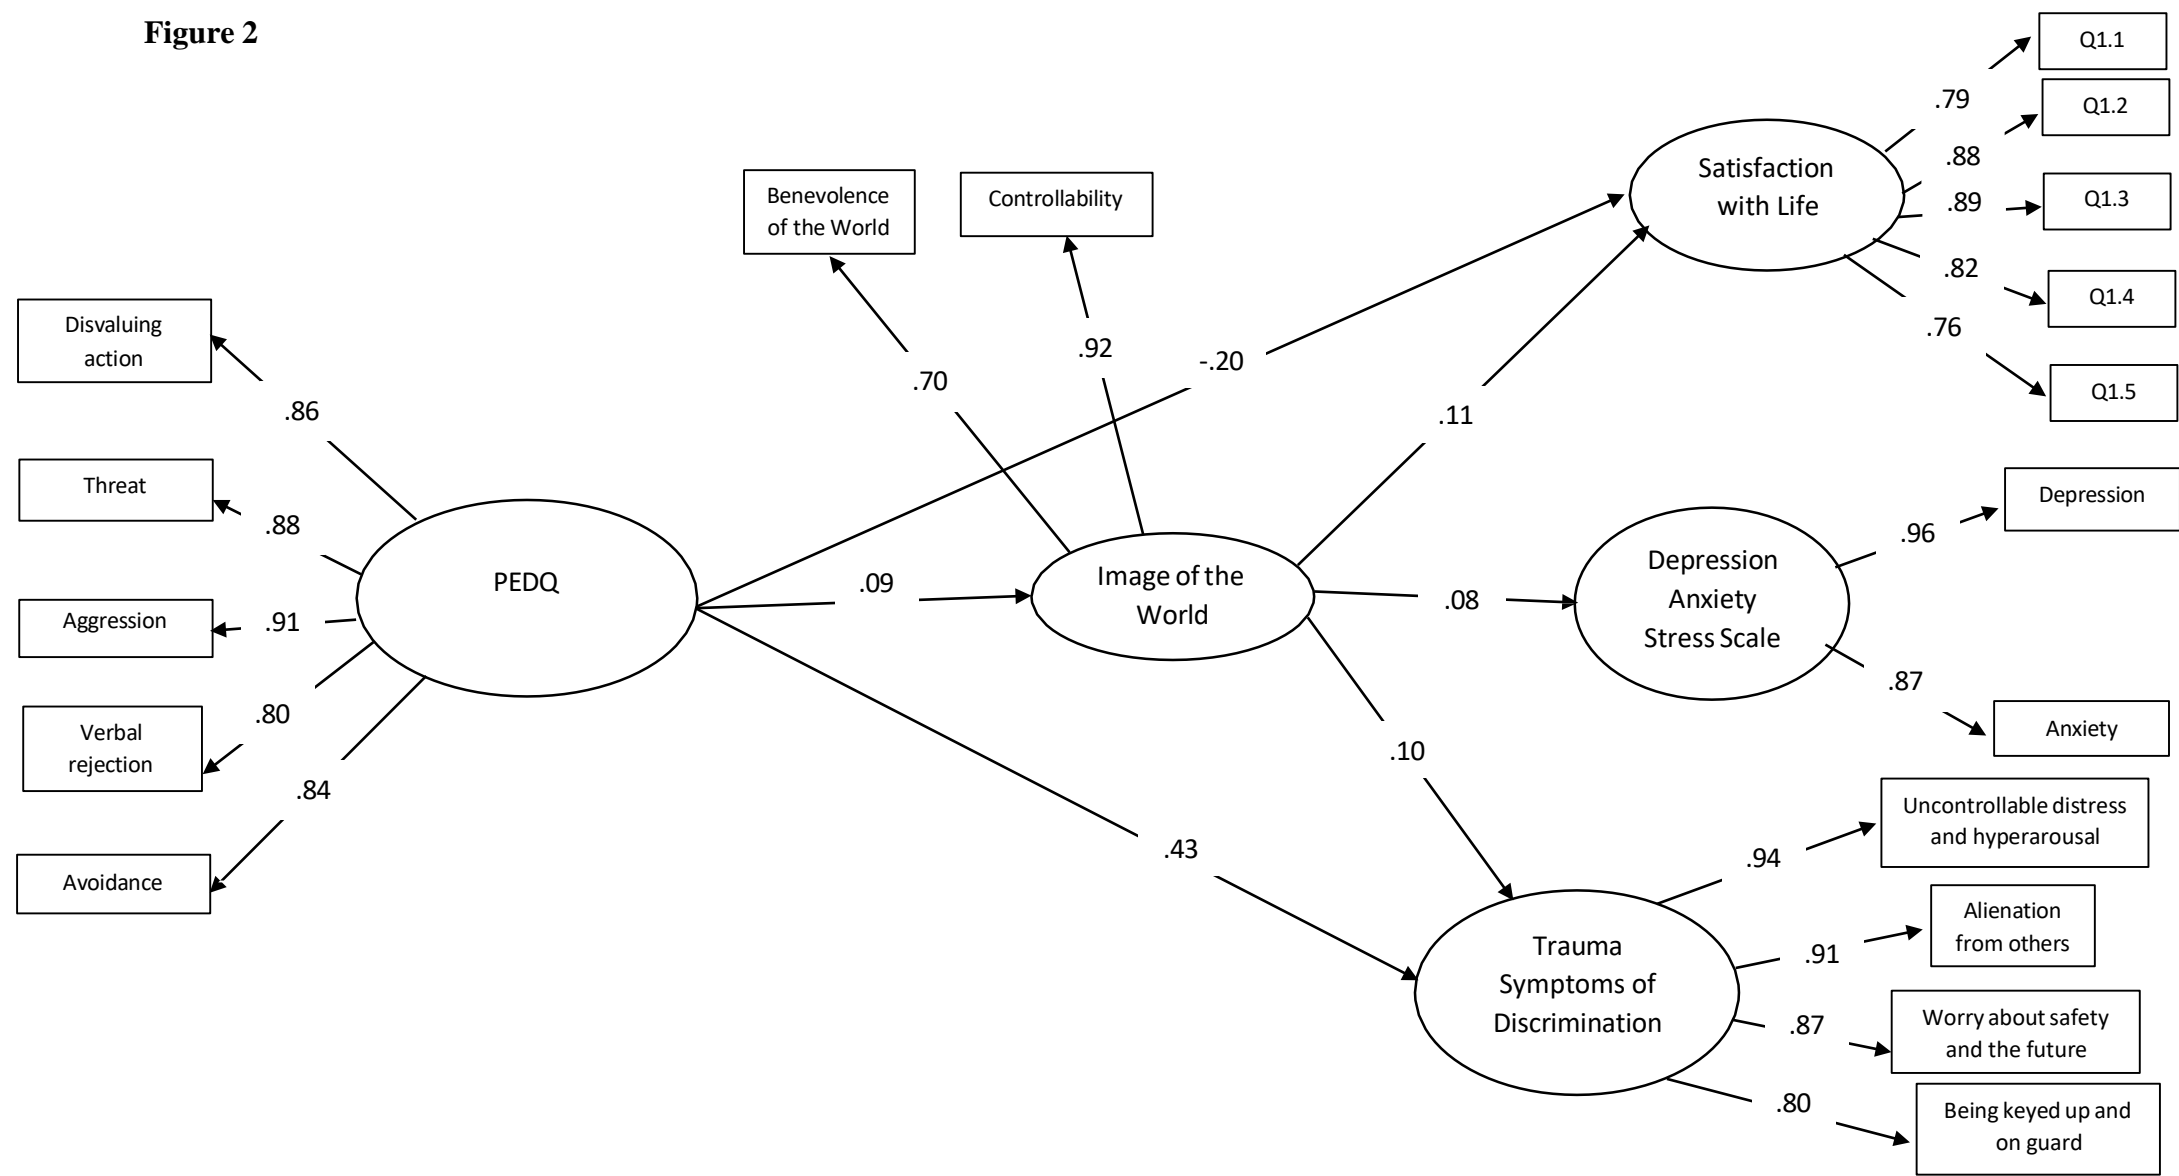 Figure 2
Disvaluing
action
Threat
Aggression
Verbal
rejection
Avoidance
.86
.88
.91
.80
.84
PEDQ
Benevolence
of the World
Controllability
.70
.92
-.20
.09
.43
Image of the
World
.11
.08
.10
Satisfaction
with Life
.79
.88
.89
.82
.76
Q1.1
Q1.2
Q1.3
Q1.4
Q1.5
Depression
Anxiety
Stress Scale
.96
.87
Depression
Anxiety
Trauma
Symptoms of
Discrimination
.94
.91
.87
.80
Uncontrollable distress
and hyperarousal
Alienation
from others
Worry about safety
and the future
Being keyed up and
on guard